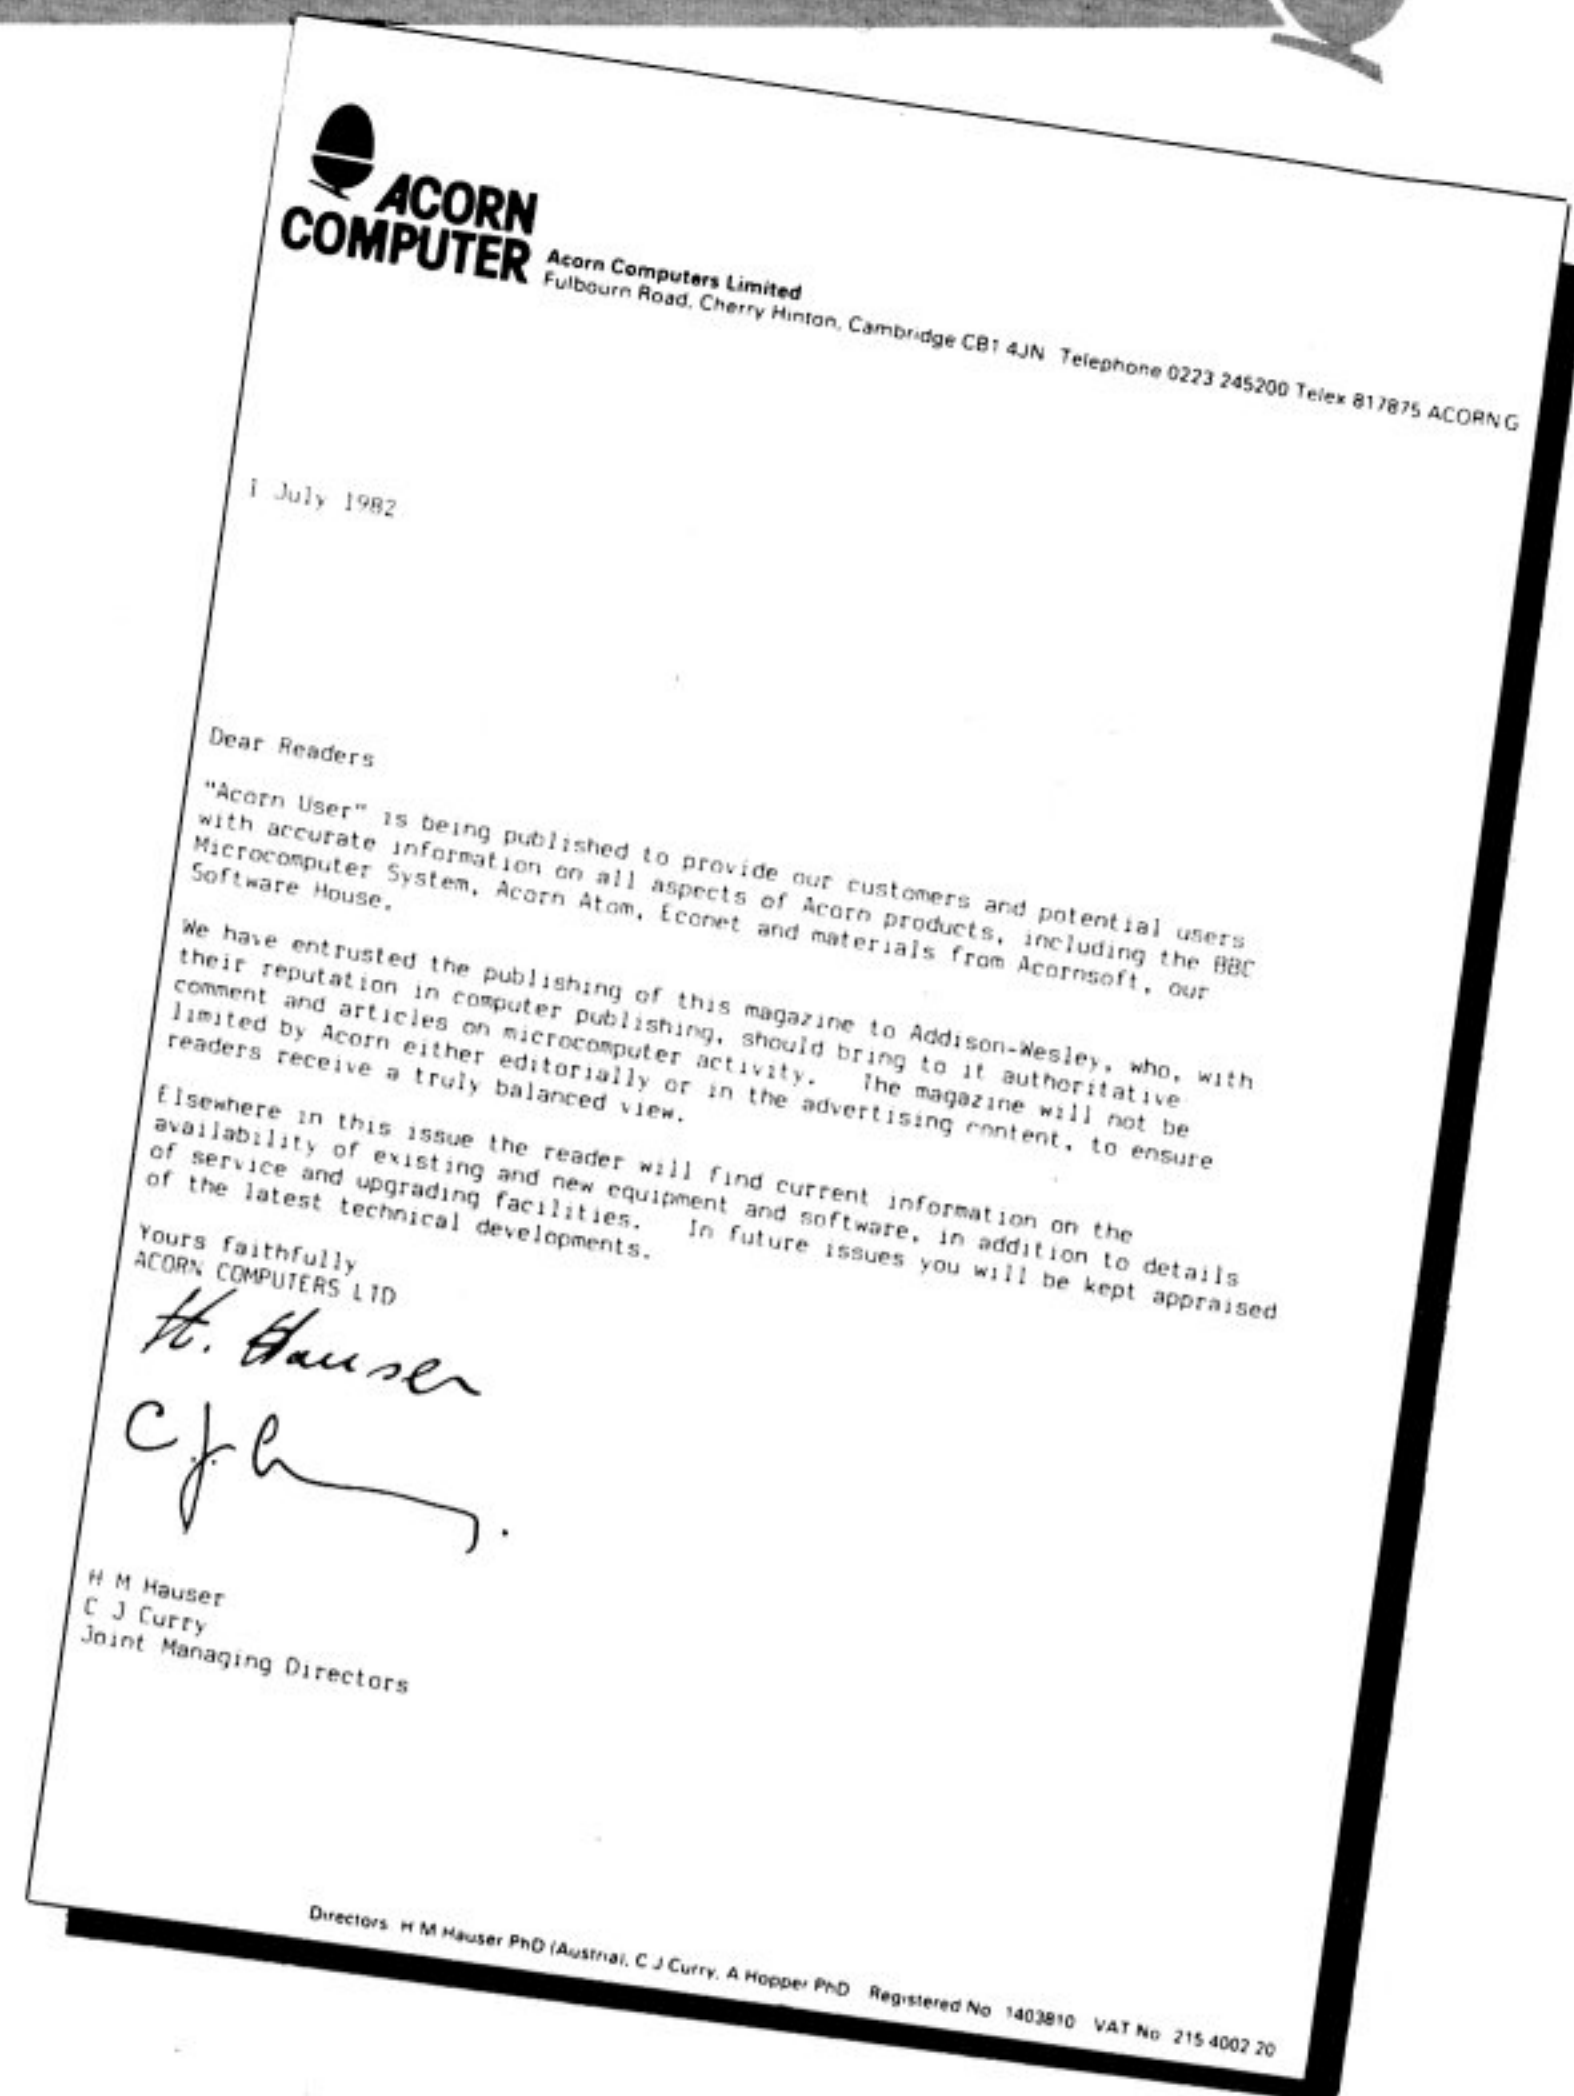 ACORN
COMPUTER
Acorn Computers Limited
Fulbourn Road, Cherry Hinton, Cambridge CB1 4JN Telephone 0223 245200 Telex 817875 ACORN G
1 July 1982
Dear Readers
"Acorn User" is being published to provide our customers and potential users
with accurate information on all aspects of Acorn products, including the BBC
Microcomputer System, Acorn Atom, Econet and materials from Acornsoft, our
Software House.
We have entrusted the publishing of this magazine to Addison-Wesley, who, with
their reputation in computer publishing, should bring to it authoritative
comment and articles on microcomputer activity. The magazine will not be
limited by Acorn either editorially or in the advertising content, to ensure
readers receive a truly balanced view.
Elsewhere in this issue the reader will find current information on the
availability of existing and new equipment and software, in addition to details
of service and upgrading facilities. In future issues you will be kept appraised
of the latest technical developments.
Yours faithfully
ACORN COMPUTERS LTD
H. Hauser
C J C
H M Hauser
C J Curry
Joint Managing Directors
Directors H M Hauser PhD (Austria), C J Curry, A Hopper PhD Registered No 1403810 VAT No 215 4002 20